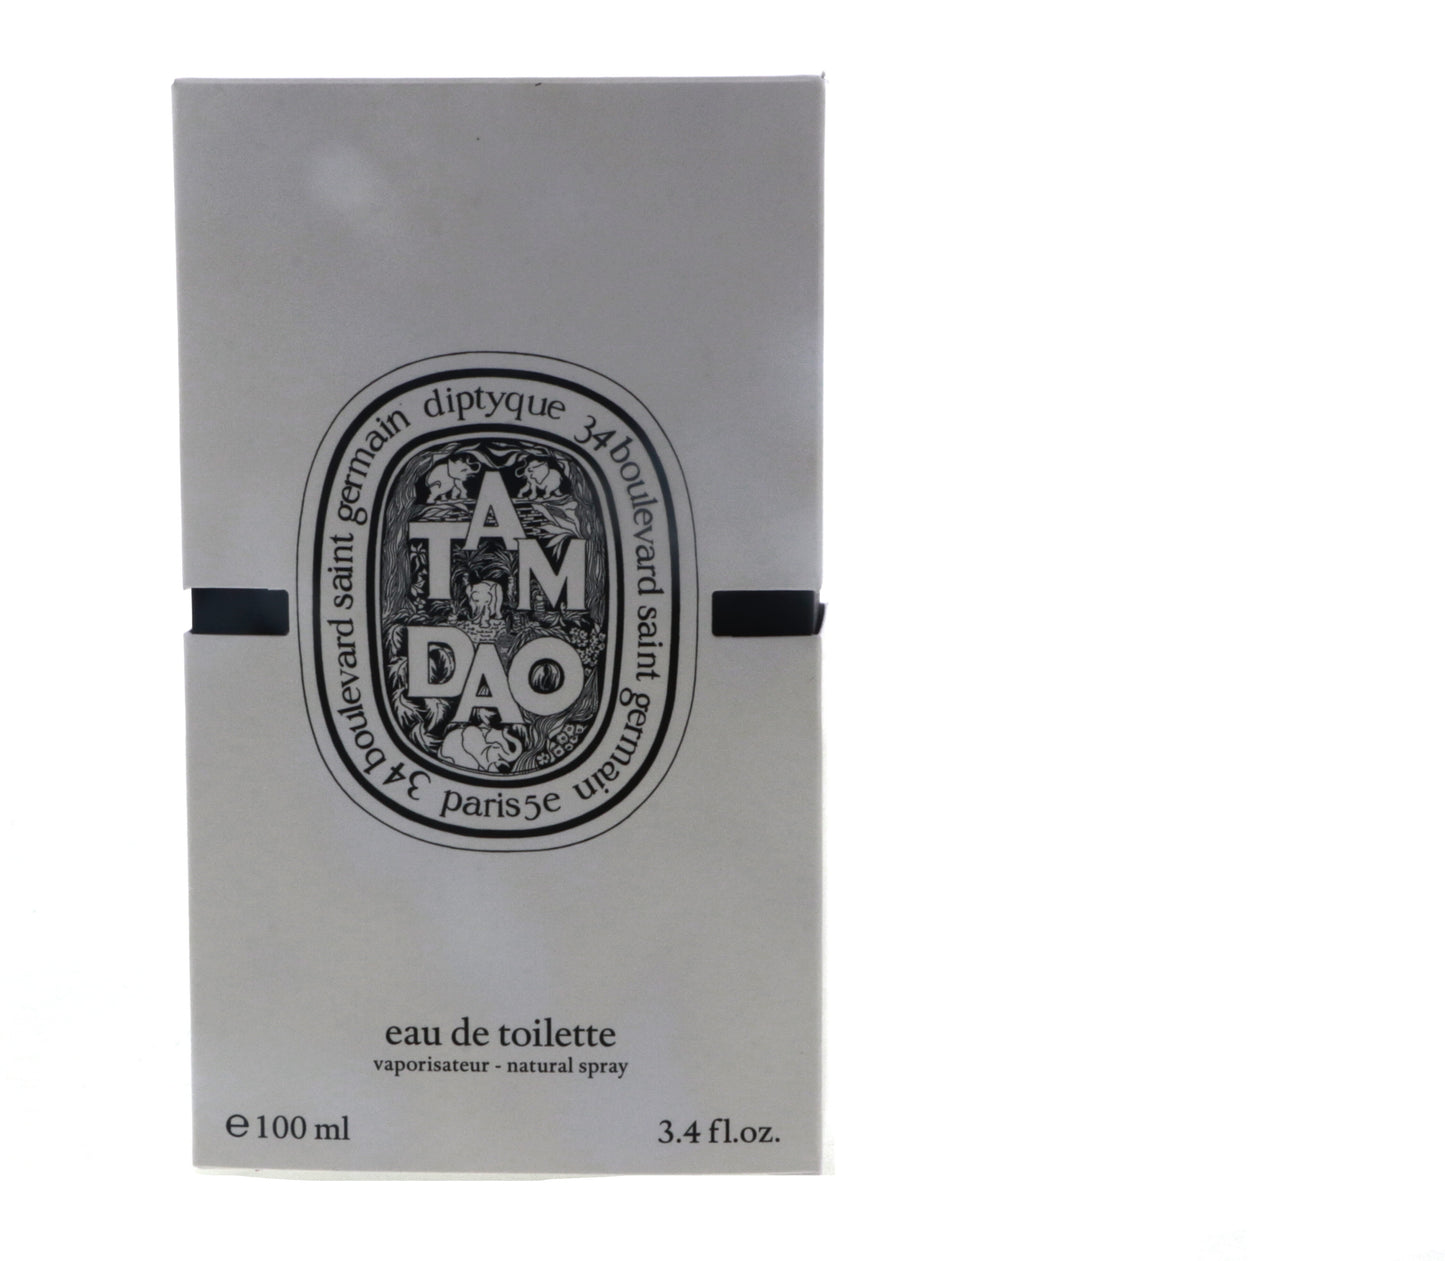 diptyque 34 boulevard saint germain paris5e 34 boulevard saint germain
TAM
DAO
eau de toilette
vaporisateur - natural spray
℮ 100 ml
3.4 fl.oz.